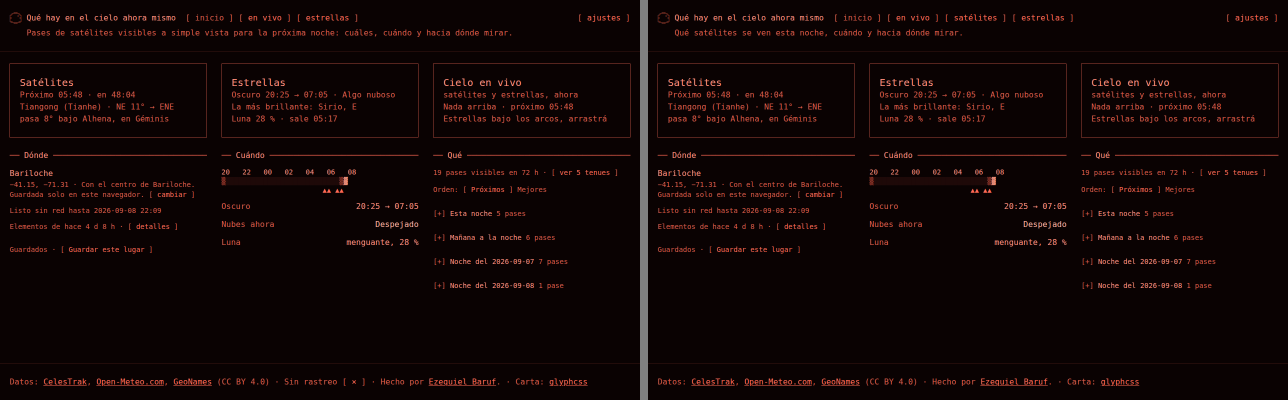 Qué hay en el cielo ahora mismo [ inicio ] [ en vivo ] [ estrellas ] [ ajustes ]
Pases de satélites visibles a simple vista para la próxima noche: cuáles, cuándo y hacia dónde mirar.
Satélites
Próximo 05:48 · en 48:04
Tiangong (Tianhe) · NE 11° → ENE
pasa 8° bajo Alhena, en Géminis
Estrellas
Oscuro 20:25 → 07:05 · Algo nuboso
La más brillante: Sirio, E
Luna 28 % · sale 05:17
Cielo en vivo
satélites y estrellas, ahora
Nada arriba · próximo 05:48
Estrellas bajo los arcos, arrastrá
Dónde
Bariloche
−41.15, −71.31 · Con el centro de Bariloche.
Guardada solo en este navegador. [ cambiar ]
Listo sin red hasta 2026-09-08 22:09
Elementos de hace 4 d 8 h · [ detalles ]
Guardados · [ Guardar este lugar ]
Cuándo
20 22 00 02 04 06 08
▲▲ ▲▲
Oscuro 20:25 → 07:05
Nubes ahora Despejado
Luna menguante, 28 %
Qué
19 pases visibles en 72 h · [ ver 5 tenues ]
Orden: [ Próximos ] Mejores
[+] Esta noche 5 pases
[+] Mañana a la noche 6 pases
[+] Noche del 2026-09-07 7 pases
[+] Noche del 2026-09-08 1 pase
Datos: CelesTrak, Open-Meteo.com, GeoNames (CC BY 4.0) · Sin rastreo [ × ] · Hecho por Ezequiel Baruf. · Carta: glyphcss
Qué hay en el cielo ahora mismo [ inicio ] [ en vivo ] [ satélites ] [ estrellas ] [ ajustes ]
Qué satélites se ven esta noche, cuándo y hacia dónde mirar.
Satélites
Próximo 05:48 · en 48:04
Tiangong (Tianhe) · NE 11° → ENE
pasa 8° bajo Alhena, en Géminis
Estrellas
Oscuro 20:25 → 07:05 · Algo nuboso
La más brillante: Sirio, E
Luna 28 % · sale 05:17
Cielo en vivo
satélites y estrellas, ahora
Nada arriba · próximo 05:48
Estrellas bajo los arcos, arrastrá
Dónde
Bariloche
−41.15, −71.31 · Con el centro de Bariloche.
Guardada solo en este navegador. [ cambiar ]
Listo sin red hasta 2026-09-08 22:09
Elementos de hace 4 d 8 h · [ detalles ]
Guardados · [ Guardar este lugar ]
Cuándo
20 22 00 02 04 06 08
▲▲ ▲▲
Oscuro 20:25 → 07:05
Nubes ahora Despejado
Luna menguante, 28 %
Qué
19 pases visibles en 72 h · [ ver 5 tenues ]
Orden: [ Próximos ] Mejores
[+] Esta noche 5 pases
[+] Mañana a la noche 6 pases
[+] Noche del 2026-09-07 7 pases
[+] Noche del 2026-09-08 1 pase
Datos: CelesTrak, Open-Meteo.com, GeoNames (CC BY 4.0) · Hecho por Ezequiel Baruf. · Carta: glyphcss